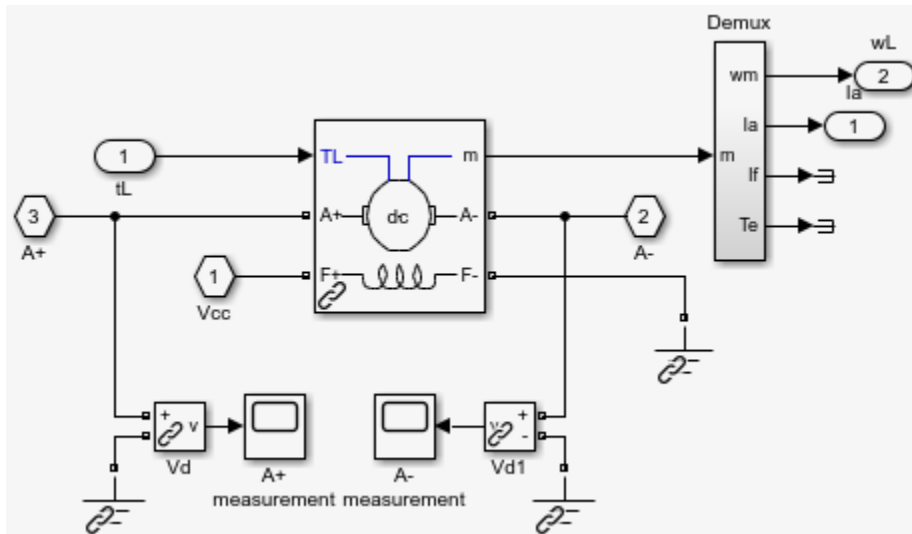 Demux
wL
wm
2
Ia
Ia
1
1
TL
m
m
tL
If
3
A+
dc
A-
2
Te
A+
A-
1
F+
F-
Vcc
+
v
v
+
-
Vd
A+
A-
Vd1
measurement
measurement